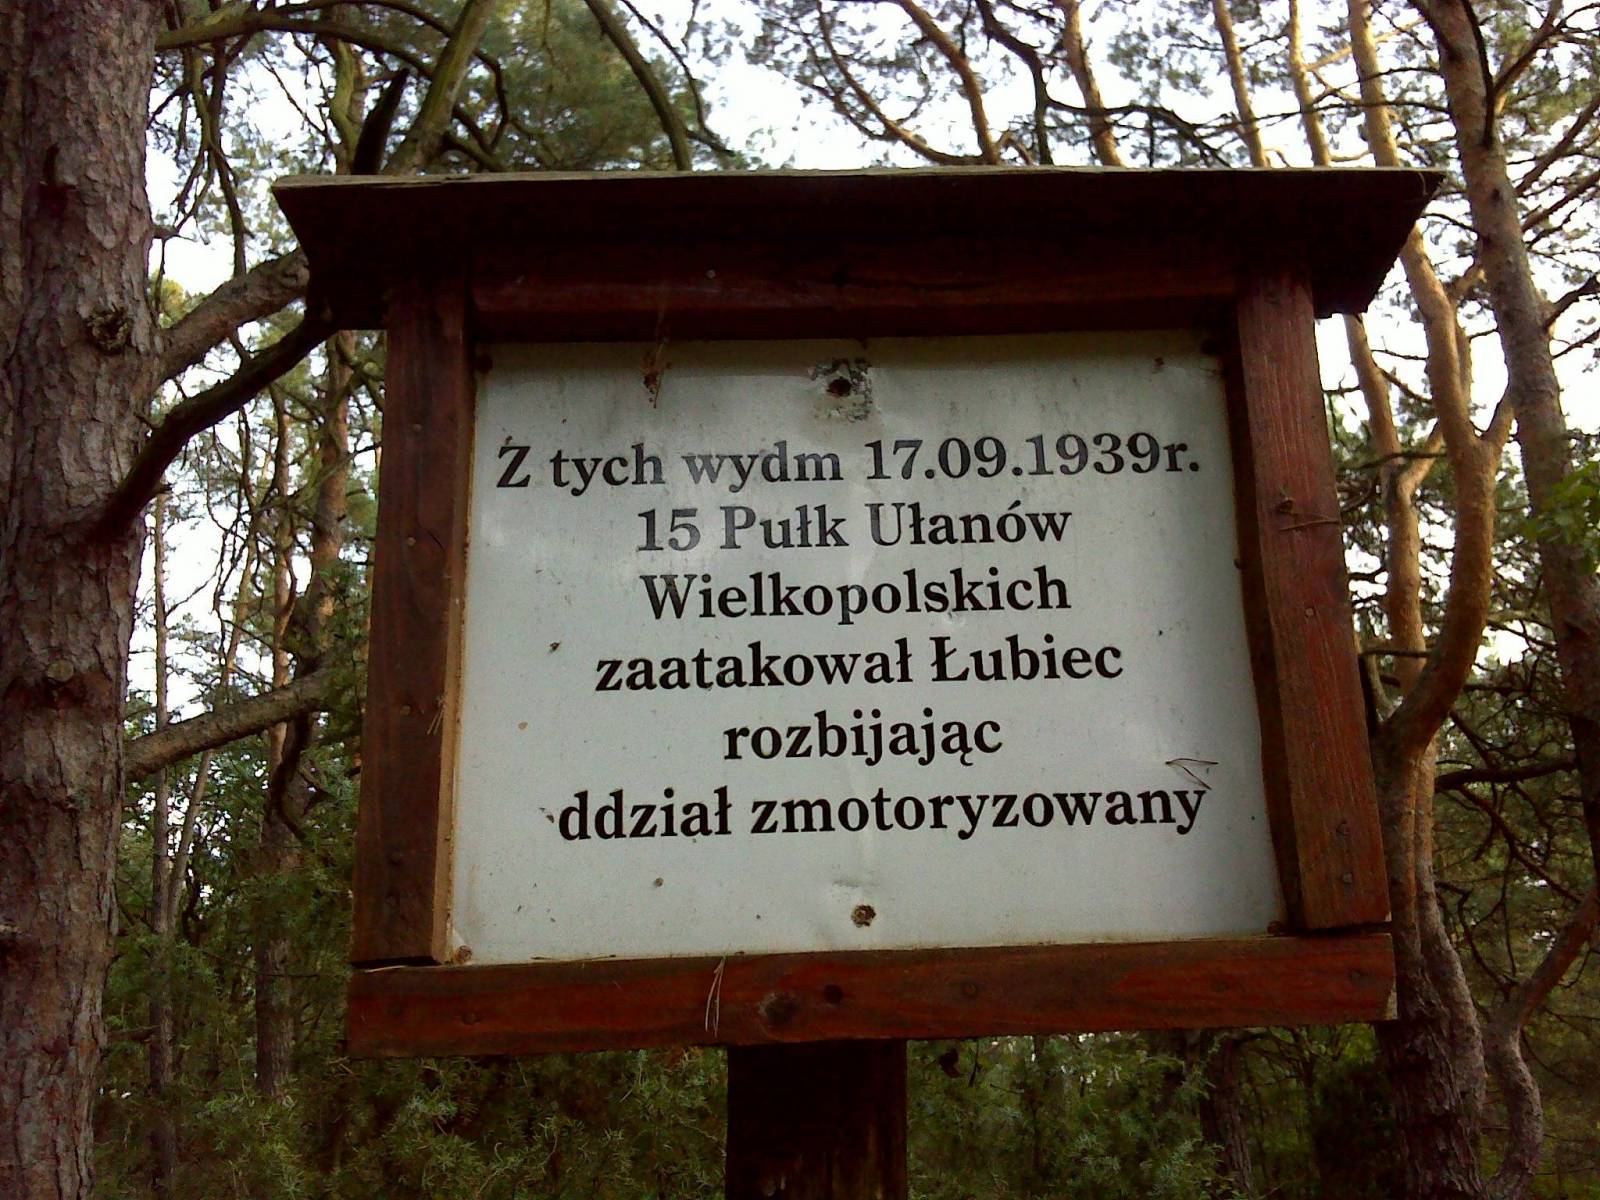 Z tych wydm 17.09.1939r.
15 Pułk Ułanów
Wielkopolskich
zaatakował Łubiec
rozbijając
ddział zmotoryzowany